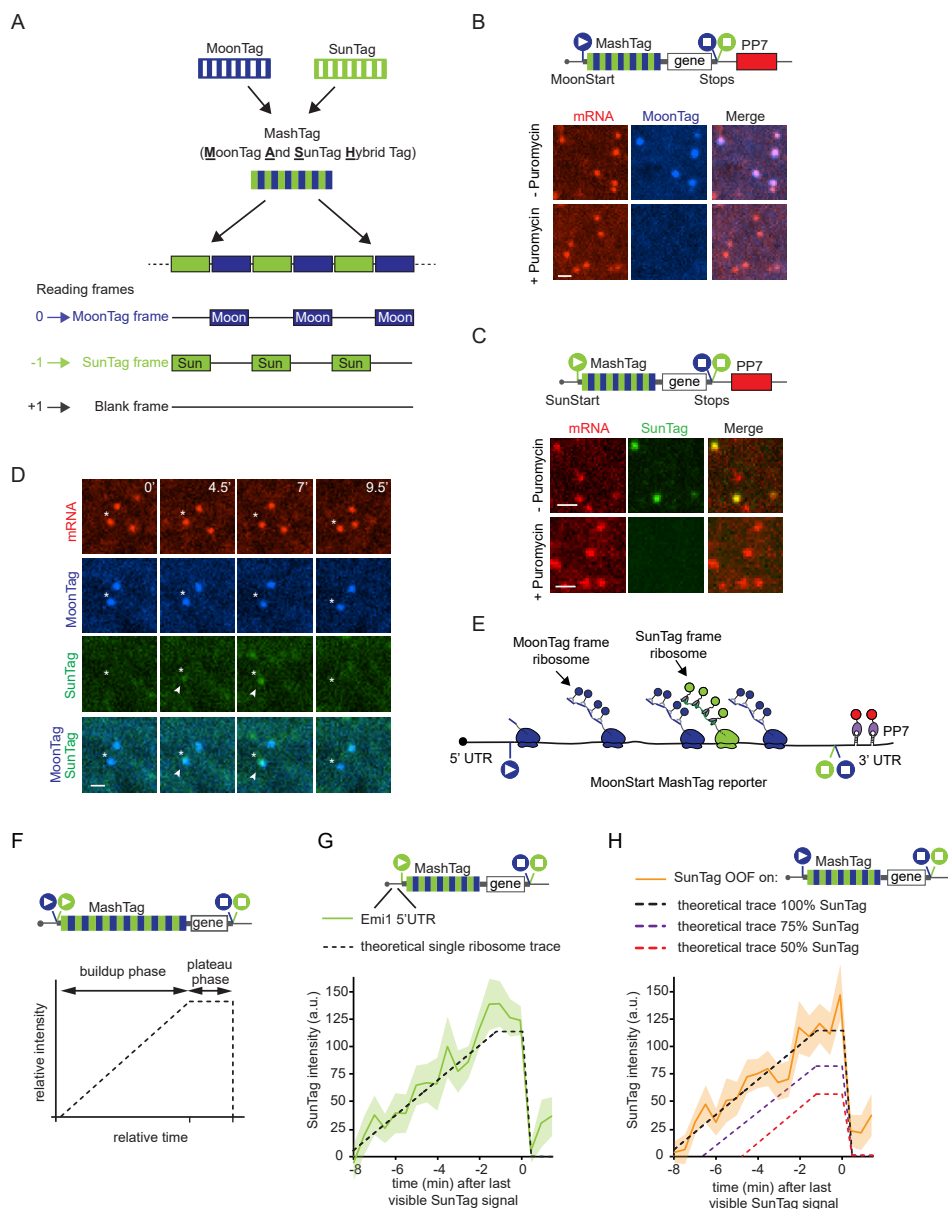 A
MoonTag
SunTag
MashTag
(MoonTag And SunTag Hybrid Tag)
Reading frames
0
MoonTag frame
Moon
Moon
Moon
-1
SunTag frame
Sun
Sun
Sun
+1
Blank frame
B
MashTag
PP7
gene
MoonStart
Stops
mRNA
MoonTag
Merge
- Puromycin
+ Puromycin
C
MashTag
PP7
gene
SunStart
Stops
mRNA
SunTag
Merge
- Puromycin
+ Puromycin
D
0'
4.5'
7'
9.5'
mRNA
*
*
*
*
MoonTag
*
*
*
*
SunTag
*
*
*
*
MoonTag
SunTag
*
*
*
*
E
MoonTag frame
ribosome
SunTag frame
ribosome
PP7
5' UTR
3' UTR
MoonStart MashTag reporter
F
MashTag
gene
buildup phase
plateau
phase
relative intensity
relative time
G
MashTag
gene
Emi1 5'UTR
theoretical single ribosome trace
SunTag intensity (a.u.)
150
125
100
75
50
25
0
-8
-6
-4
-2
0
time (min) after last
visible SunTag signal
H
SunTag OOF on:
MashTag
gene
theoretical trace 100% SunTag
theoretical trace 75% SunTag
theoretical trace 50% SunTag
SunTag intensity (a.u.)
150
125
100
75
50
25
0
-8
-6
-4
-2
0
time (min) after last
visible SunTag signal